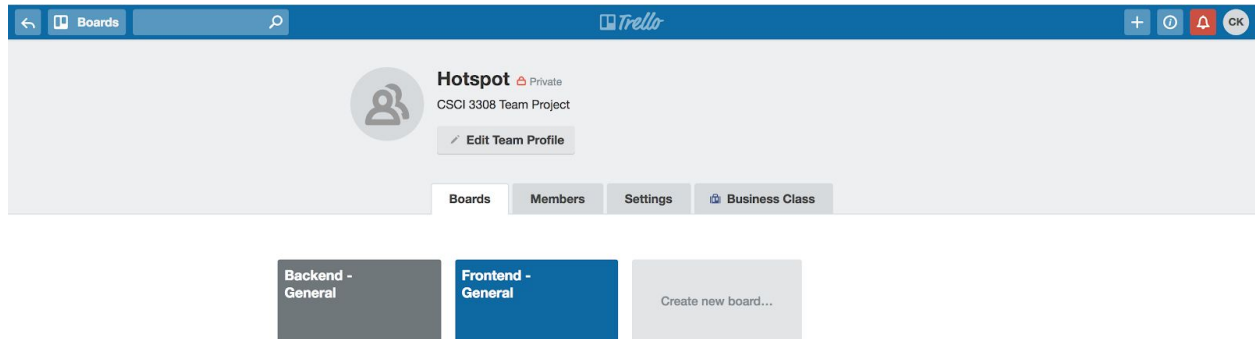 Boards
Trello
CK
Hotspot Private
CSCI 3308 Team Project
Edit Team Profile
Boards Members Settings Business Class
Backend -
General
Frontend -
General
Create new board...